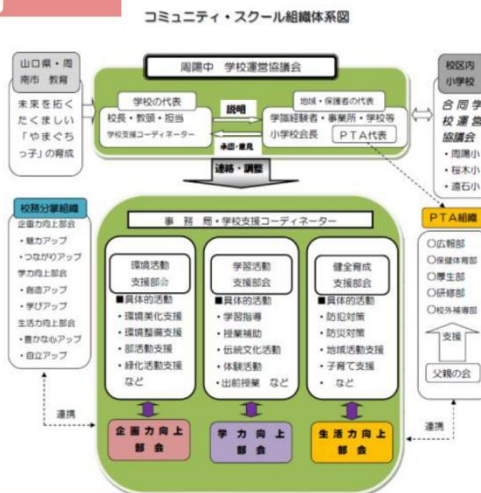 コミュニティ・スクール組織体系図
山口県・周
南市 教育
未来を拓く
たくましい
「やまぐち
っ子」の育成
周陽中 学校運営協議会
学校の代表
校長・教頭・担当
学校支援コーディネーター
説明
承認・意見
地域・保護者の代表
学識経験者・事業所・学校等
小学校会長
PTA代表
校区内
小学校
合同学
校運営
協議会
・周陽小
・桜木小
・遠石小
連絡・調整
校務分掌組織
企画力向上部会
・魅力アップ
・つながりアップ
学力向上部会
・創造アップ
・学びアップ
生活力向上部会
・豊かな心アップ
・自立アップ
連携
事 務 局・学校支援コーディネーター
環境活動
支援部会
■具体的活動
・環境美化支援
・環境整備支援
・部活動支援
・緑化活動支援
など
学習活動
支援部会
■具体的活動
・学習指導
・授業補助
・伝統文化活動
・体験活動
・出前授業 など
健全育成
支援部会
■具体的活動
・防犯対策
・防災対策
・地域活動支援
・子育て支援
・ など
企画力向上
部 会
学力向上
部会
生活力向上
部会
PTA組織
○広報部
○保健体育部
○厚生部
○研修部
○校外補導部
支援
父親の会
連携